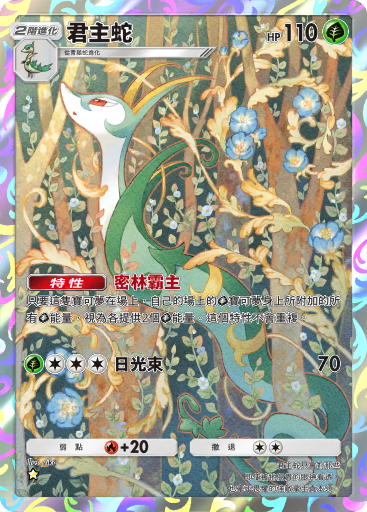 2階進化
君主蛇
HP 110
從青藤蛇進化
特性 密林霸主
只要這隻寶可夢在場上,自己的場上的寶可夢身上所附加的所
有能量,視為各提供2個能量。這個特性不會重複。
日光束 70
弱點 +20 撤退